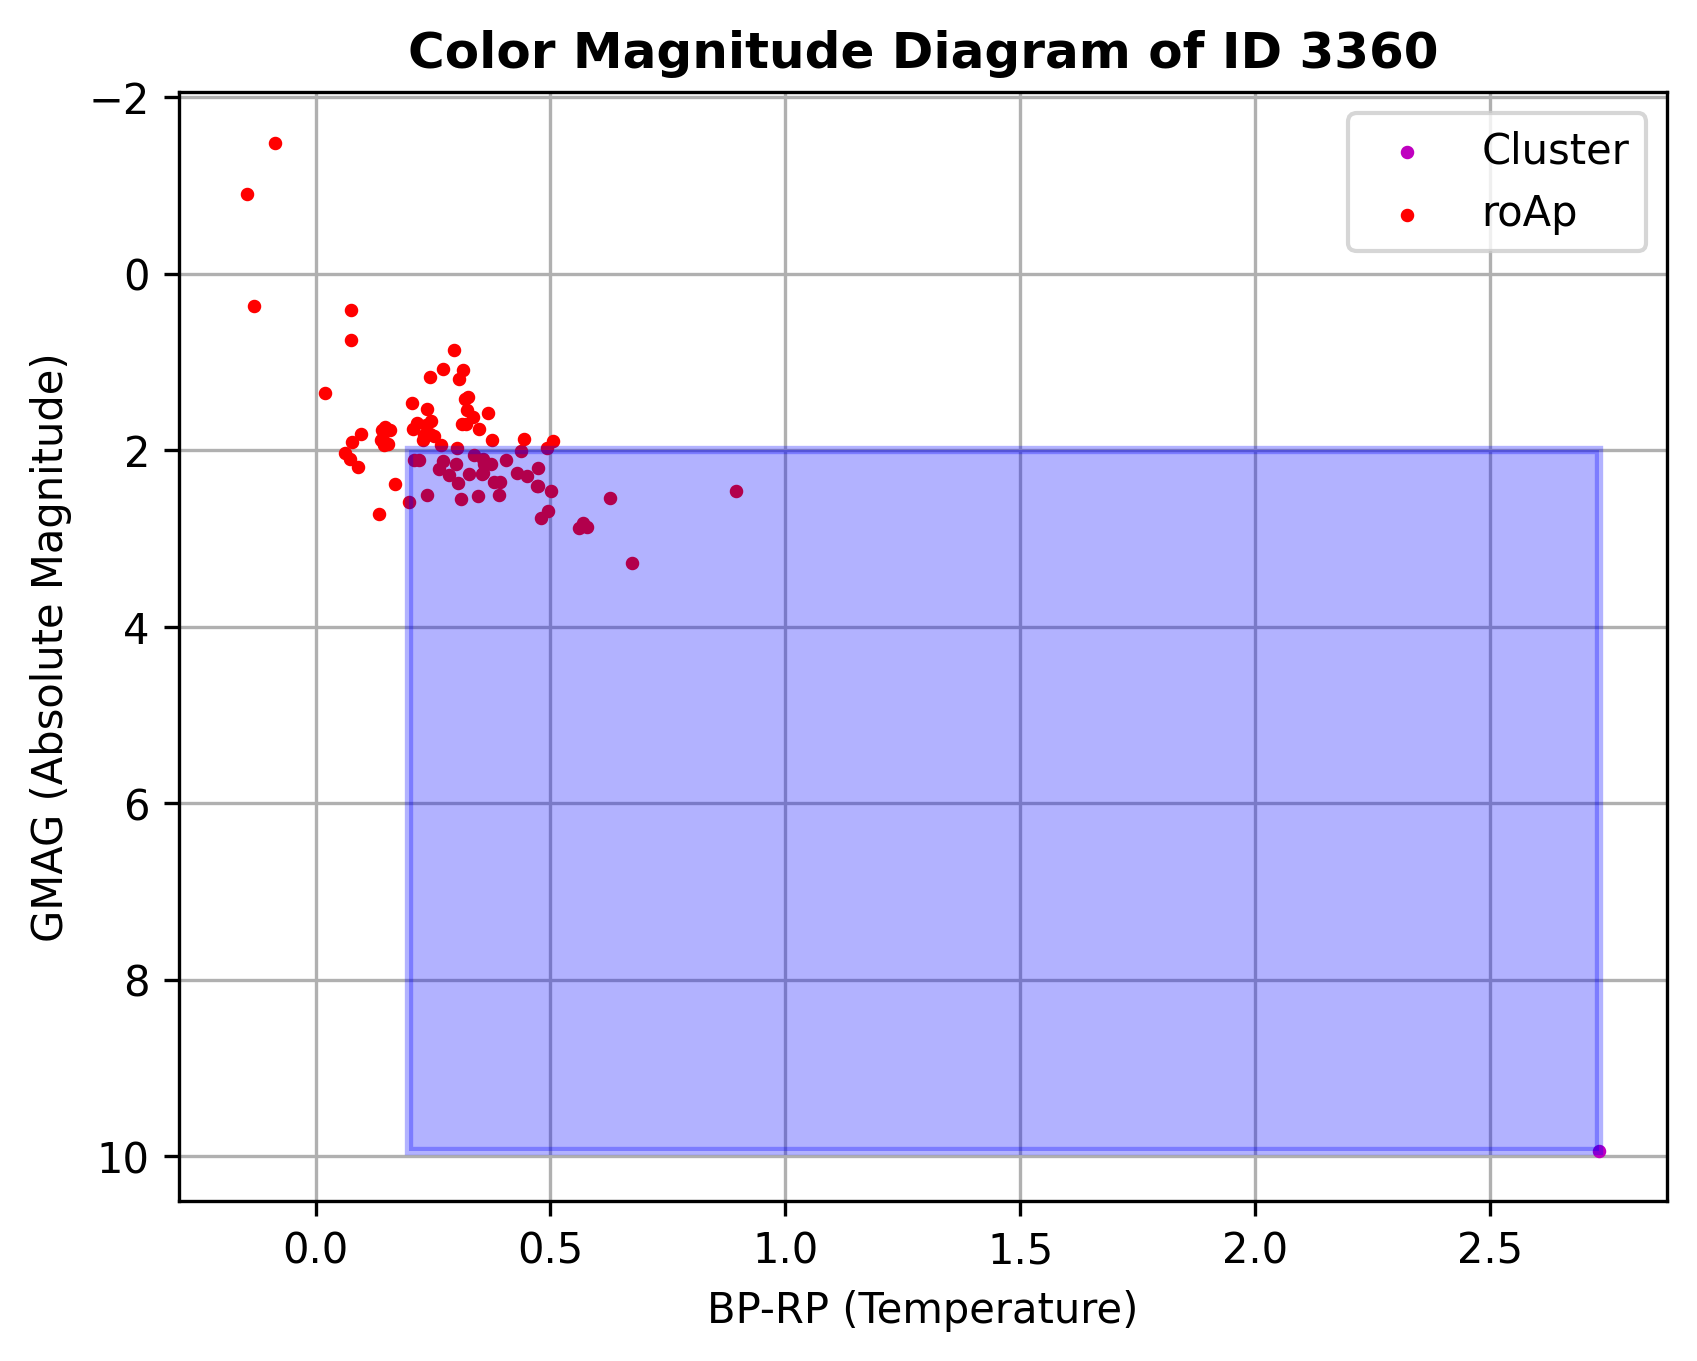 Color Magnitude Diagram of ID 3360
Cluster
roAp
−2
0
2
4
6
8
10
GMAG (Absolute Magnitude)
0.0 0.5 1.0 1.5 2.0 2.5
BP-RP (Temperature)